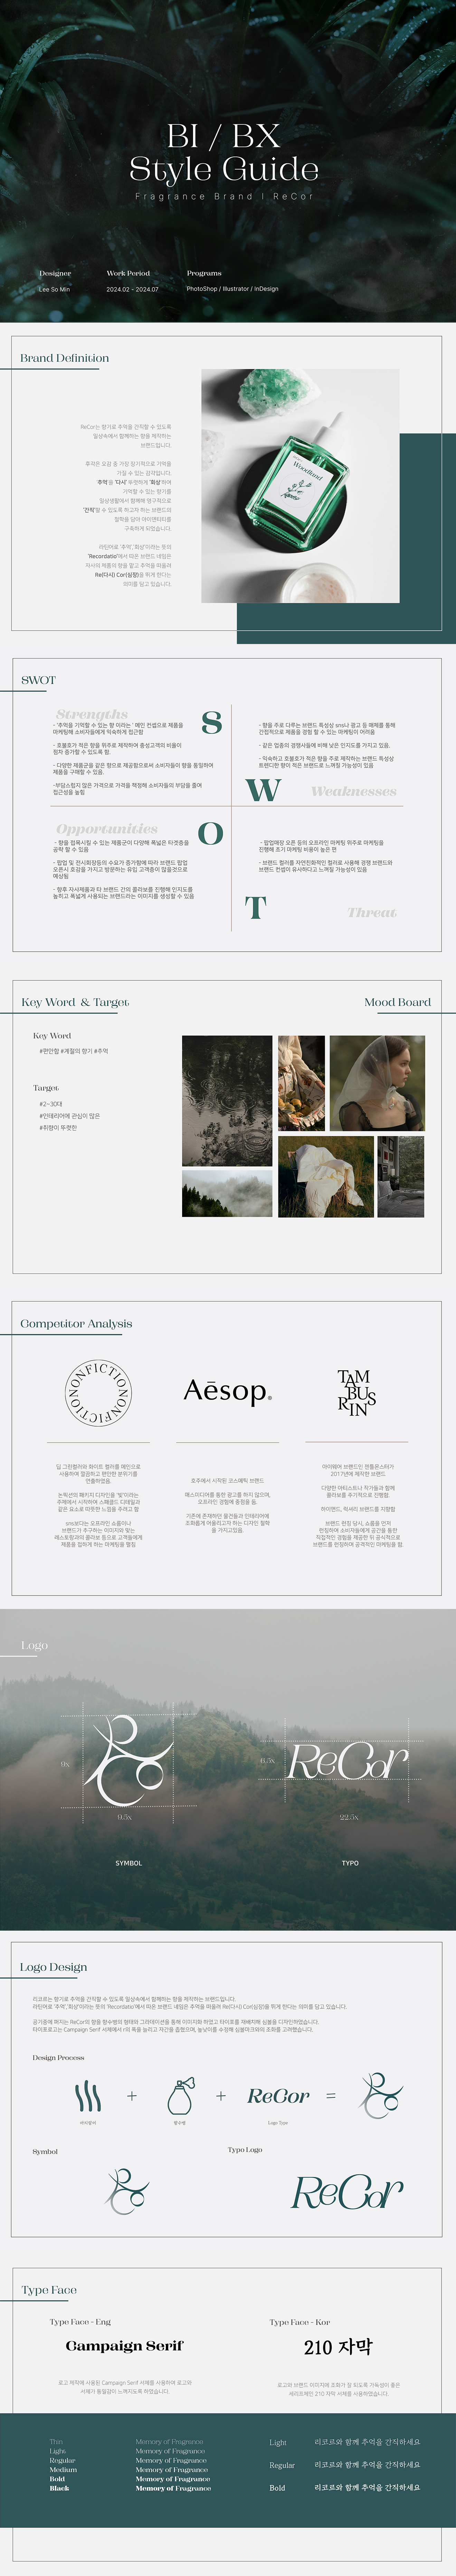 BI / BX
Style Guide
Fragrance Brand I ReCor
Designer
Lee So Min
Work Period
2024.02 - 2024.07
Programs
PhotoShop / Illustrator / InDesign
Brand Definition
ReCor는 향기로 추억을 간직할 수 있도록
일상속에서 함께하는 향을 제작하는
브랜드입니다.
후각은 오감 중 가장 장기적으로 기억을
가질 수 있는 감각입니다.
'추억'을 '다시' 뚜렷하게 '회상'하며
기억할 수 있는 향기를
일상생활에서 함께해 영구적으로
'간직'할 수 있도록 하고자 하는 브랜드의
철학을 담아 아이덴티티를
구축하게 되었습니다.
라틴어로 '추억', '회상'이라는 뜻의
'Recordatio'에서 따온 브랜드 네임은
자사의 제품의 향을 맡고 추억을 떠올려
Re(다시) Cor(심장)을 뛰게 한다는
의미를 담고 있습니다.
Woodland
SWOT
Strengths
S
- '추억을 기억할 수 있는 향 이라는 ' 메인 컨셉으로 제품을
마케팅해 소비자들에게 익숙하게 접근함
- 호불호가 적은 향을 위주로 제작하여 충성고객의 비율이
점차 증가할 수 있도록 함.
- 다양한 제품군을 같은 향으로 제공함으로써 소비자들이 향을 통일하여
제품을 구매할 수 있음.
-부담스럽지 않은 가격으로 가격을 책정해 소비자들의 부담을 줄여
접근성을 높힘
- 향을 주로 다루는 브랜드 특성상 sns나 광고 등 매체를 통해
간접적으로 제품을 경험 할 수 있는 마케팅이 어려움
- 같은 업종의 경쟁사들에 비해 낮은 인지도를 가지고 있음.
- 익숙하고 호불호가 적은 향을 주로 제작하는 브랜드 특성상
트렌디한 향이 적은 브랜드로 느껴질 가능성이 있음
W
Weaknesses
Opportunities
O
- 향을 접목시킬 수 있는 제품군이 다양해 폭넓은 타겟층을
공략 할 수 있음
- 팝업 및 전시회장등의 수요가 증가함에 따라 브랜드 팝업
오픈시 호감을 가지고 방문하는 유입 고객층이 많을것으로
예상됨
- 향후 자사제품과 타 브랜드 간의 콜라보를 진행해 인지도를
높히고 폭넓게 사용되는 브랜드라는 이미지를 생성할 수 있음
- 팝업매장 오픈 등의 오프라인 마케팅 위주로 마케팅을
진행해 초기 마케팅 비용이 높은 편
- 브랜드 컬러를 자연친화적인 컬러로 사용해 경쟁 브랜드와
브랜드 컨셉이 유사하다고 느껴질 가능성이 있음
T
Threat
Key Word & Target
Mood Board
Key Word
#편안함 #계절의 향기 #추억
Target
#2~30대
#인테리어에 관심이 많은
#취향이 뚜렷한
Competitor Analysis
NONFICTION NONFICTION
Aēsop®
TAM
BU
RIN
S
딥 그린컬러와 화이트 컬러를 메인으로
사용하여 깔끔하고 편안한 분위기를
연출하였음.
논픽션의 패키지 디자인을 '빛'이라는
주제에서 시작하여 스페클드 디테일과
같은 요소로 따뜻한 느낌을 주려고 함
sns보다는 오프라인 쇼룸이나
브랜드가 추구하는 이미지와 맞는
레스토랑과의 콜라보 등으로 고객들에게
제품을 접하게 하는 마케팅을 펼침.
호주에서 시작된 코스메틱 브랜드
매스미디어를 통한 광고를 하지 않으며,
오프라인 경험에 중점을 둠.
기존에 존재하던 물건들과 인테리어에
조화롭게 어울리고자 하는 디자인 철학
을 가지고있음.
아이웨어 브랜드인 젠틀몬스터가
2017년에 제작한 브랜드
다양한 아티스트나 작가들과 함께
콜라보를 주기적으로 진행함.
하이엔드, 럭셔리 브랜드를 지향함
브랜드 런칭 당시, 쇼룸을 먼저
런칭하여 소비자들에게 공간을 통한
직접적인 경험을 제공한 뒤 공식적으로
브랜드를 런칭하며 공격적인 마케팅을 함
Logo
9x
9.5x
SYMBOL
6.5x
ReCor
22.5x
TYPO
Logo Design
리코르는 향기로 추억을 간직할 수 있도록 일상속에서 함께하는 향을 제작하는 브랜드입니다.
라틴어로 '추억','회상'이라는 뜻의 'Recordatio'에서 따온 브랜드 네임은 추억을 떠올려 Re(다시) Cor(심장)을 뛰게 한다는 의미를 담고 있습니다.
공기중에 퍼지는 ReCor의 향을 향수병의 형태와 그라데이션을 통해 이미지화 하였고 타이포를 재배치해 심볼을 디자인하였습니다.
타이포로고는 Campaign Serif 서체에서 r의 폭을 늘리고 자간을 좁혔으며, 높낮이를 수정해 심볼마크와의 조화를 고려했습니다.
Design Process
+
+
ReCor
=
향수병
Logo Type
Symbol
Typo Logo
ReCor
Type Face
Type Face - Eng
Campaign Serif
로고 제작에 사용된 Campaign Serif 서체를 사용하여 로고와
서체가 통일감이 느껴지도록 하였습니다.
Type Face - Kor
210 자막
로고와 브랜드 이미지에 조화가 잘 되도록 가독성이 좋은
세리프체인 210 자막 서체를 사용하였습니다.
Thin Memory of Fragrance
Light Memory of Fragrance
Regular Memory of Fragrance
Medium Memory of Fragrance
Bold Memory of Fragrance
Black Memory of Fragrance
Light 리코르와 함께 추억을 간직하세요
Regular 리코르와 함께 추억을 간직하세요
Bold 리코르와 함께 추억을 간직하세요